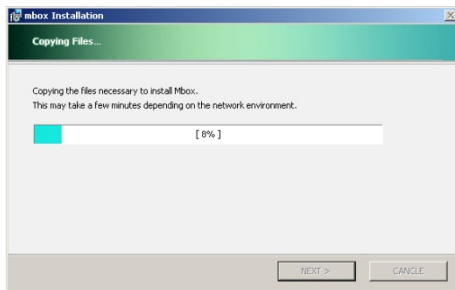 mbox Installation
Copying Files...
Copying the files necessary to install Mbox.
This may take a few minutes depending on the network environment.
[ 8% ]
NEXT >
CANCLE